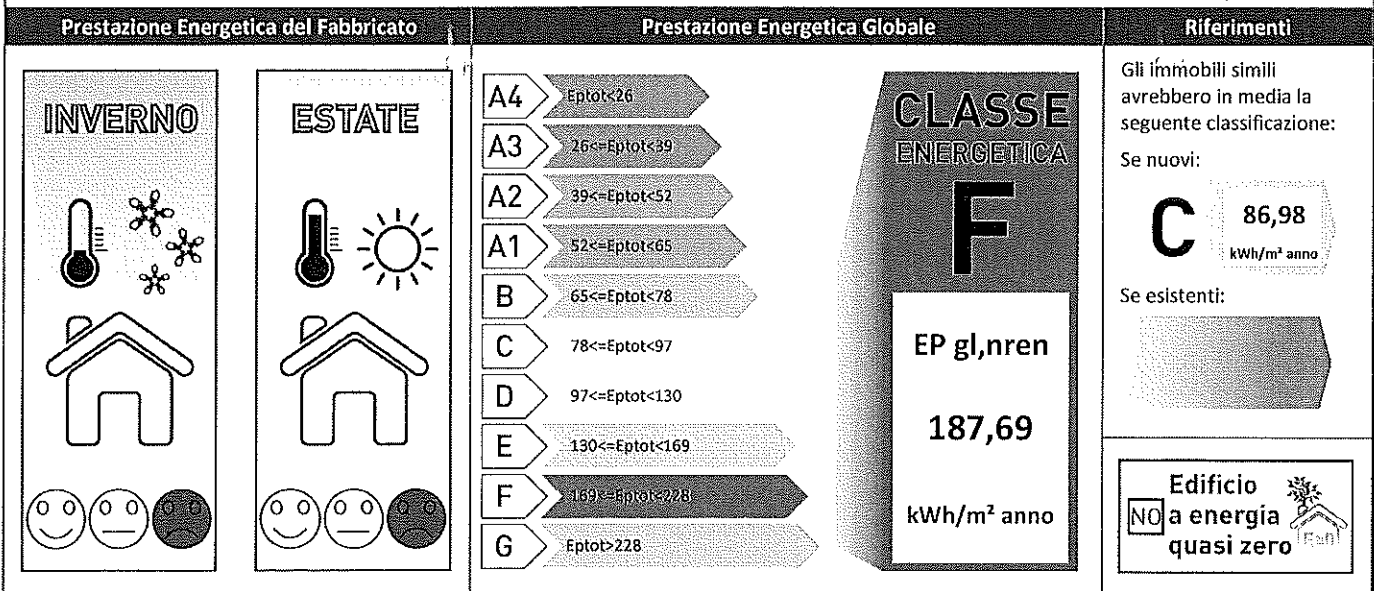 Prestazione Energetica del Fabbricato
INVERNO
ESTATE
Prestazione Energetica Globale
A4 Eptot<26
A3 26<=Eptot<39
A2 39<=Eptot<52
A1 52<=Eptot<65
B 65<=Eptot<78
C 78<=Eptot<97
D 97<=Eptot<130
E 130<=Eptot<169
F 169<=Eptot<228
G Eptot>228
CLASSE
ENERGETICA
F
EP gl,nren
187,69
kWh/m² anno
Riferimenti
Gli immobili simili
avrebbero in media la
seguente classificazione:
Se nuovi:
C 86,98
kWh/m² anno
Se esistenti:
Edificio
NO a energia
quasi zero